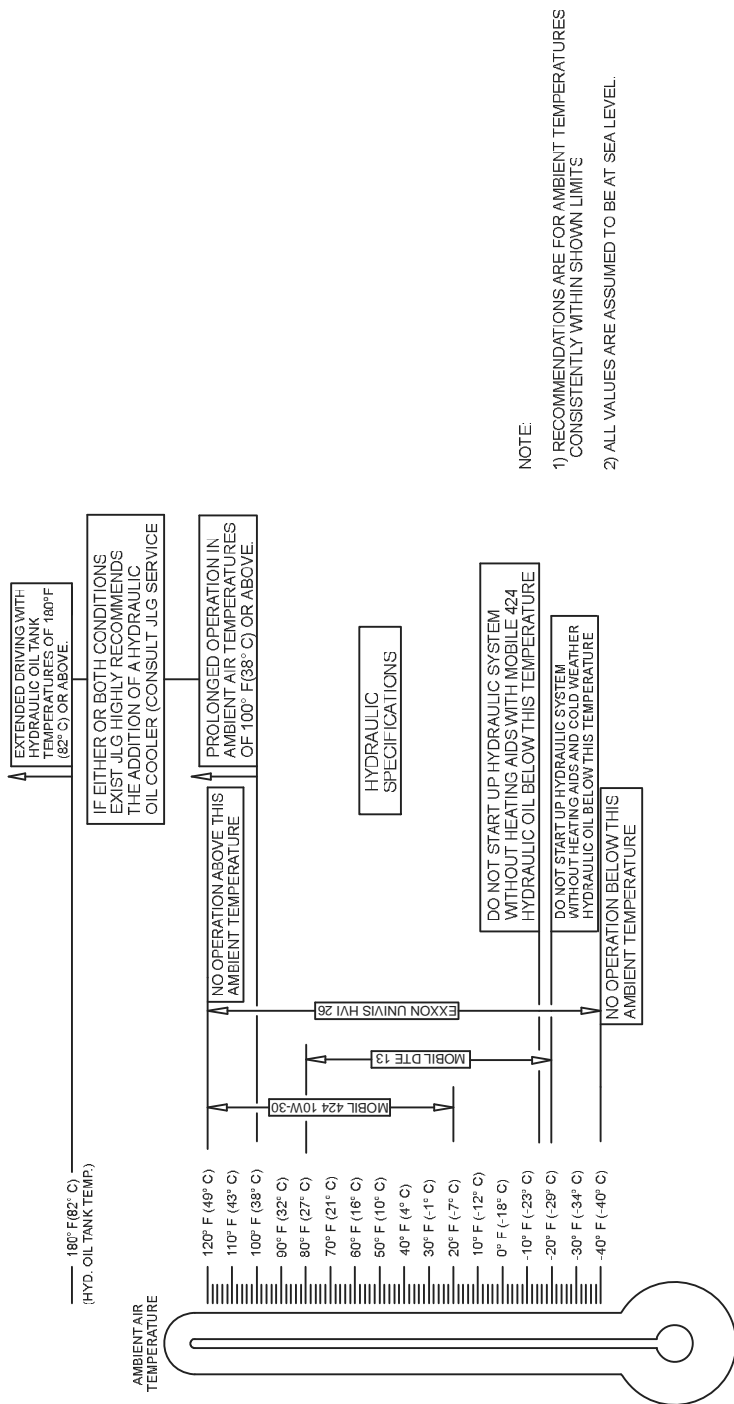 EXTENDED DRIVING WITH
HYDRAULIC OIL TANK
TEMPERATURES OF 180°F
(82° C) OR ABOVE.
IF EITHER OR BOTH CONDITIONS
EXIST JLG HIGHLY RECOMMENDS
THE ADDITION OF A HYDRAULIC
OIL COOLER (CONSULT JLG SERVICE
PROLONGED OPERATION IN
AMBIENT AIR TEMPERATURES
OF 100° F(38° C) OR ABOVE.
180° F(82° C)
(HYD. OIL TANK TEMP.)
AMBIENT AIR
TEMPERATURE
NO OPERATION ABOVE THIS
AMBIENT TEMPERATURE
HYDRAULIC
SPECIFICATIONS
120° F (49° C)
110° F (43° C)
100° F (38° C)
90° F (32° C)
80° F (27° C)
70° F (21° C)
60° F (16° C)
50° F (10° C)
40° F (4° C)
30° F (-1° C)
20° F (-7° C)
10° F (-12° C)
0° F (-18° C)
-10° F (-23° C)
-20° F (-29° C)
-30° F (-34° C)
-40° F (-40° C)
MOBIL 424 10W-30
MOBIL DTE 13
EXXON UNIVIS HVI 26
DO NOT START UP HYDRAULIC SYSTEM
WITHOUT HEATING AIDS WITH MOBILE 424
HYDRAULIC OIL BELOW THIS TEMPERATURE
DO NOT START UP HYDRAULIC SYSTEM
WITHOUT HEATING AIDS AND COLD WEATHER
HYDRAULIC OIL BELOW THIS TEMPERATURE
NO OPERATION BELOW THIS
AMBIENT TEMPERATURE
NOTE:
1) RECOMMENDATIONS ARE FOR AMBIENT TEMPERATURES
CONSISTENTLY WITHIN SHOWN LIMITS
2) ALL VALUES ARE ASSUMED TO BE AT SEA LEVEL.